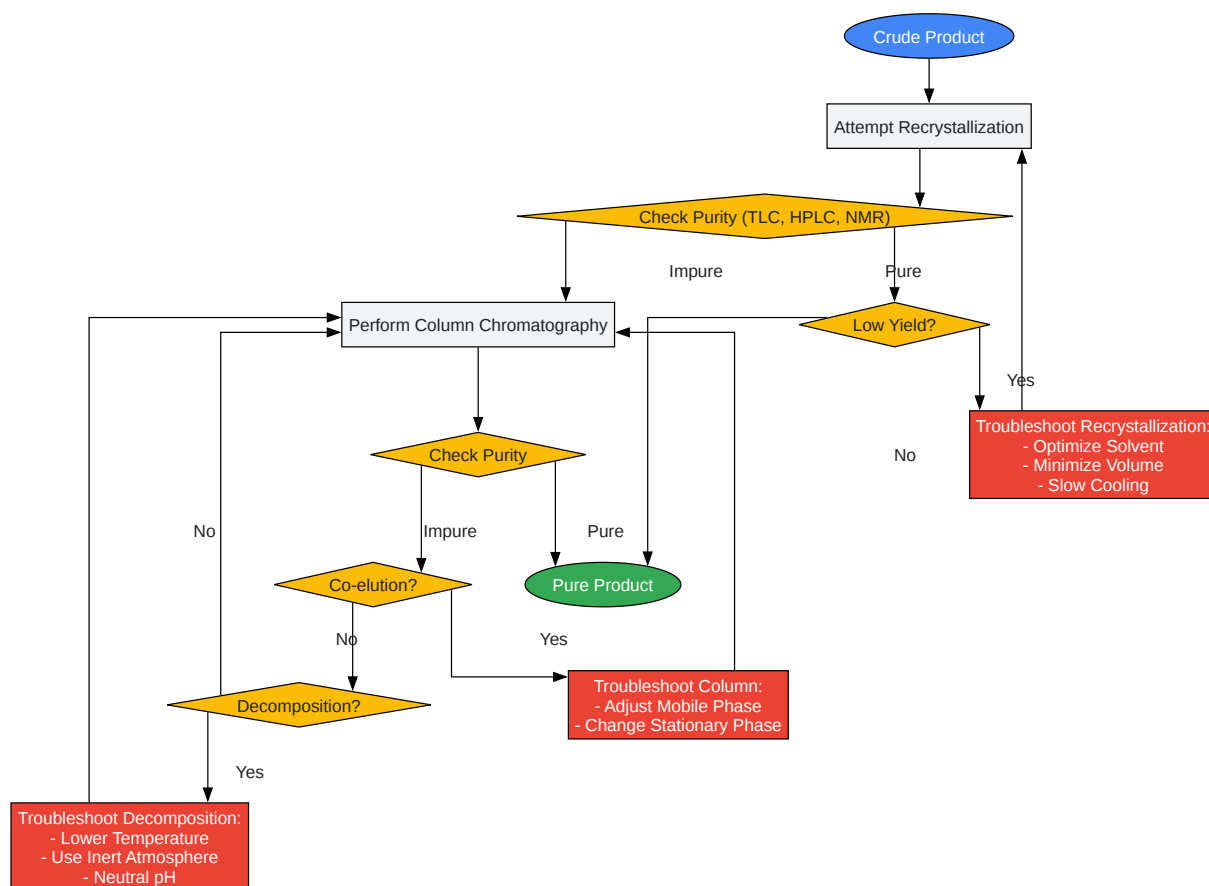 Crude Product
Attempt Recrystallization
Check Purity (TLC, HPLC, NMR)
Impure
Pure
Perform Column Chromatography
Low Yield?
Yes
Troubleshoot Recrystallization:
- Optimize Solvent
- Minimize Volume
- Slow Cooling
No
Check Purity
No
Impure
Pure
Co-elution?
Pure Product
No
Yes
Troubleshoot Column:
- Adjust Mobile Phase
- Change Stationary Phase
Decomposition?
Yes
Troubleshoot Decomposition:
- Lower Temperature
- Use Inert Atmosphere
- Neutral pH